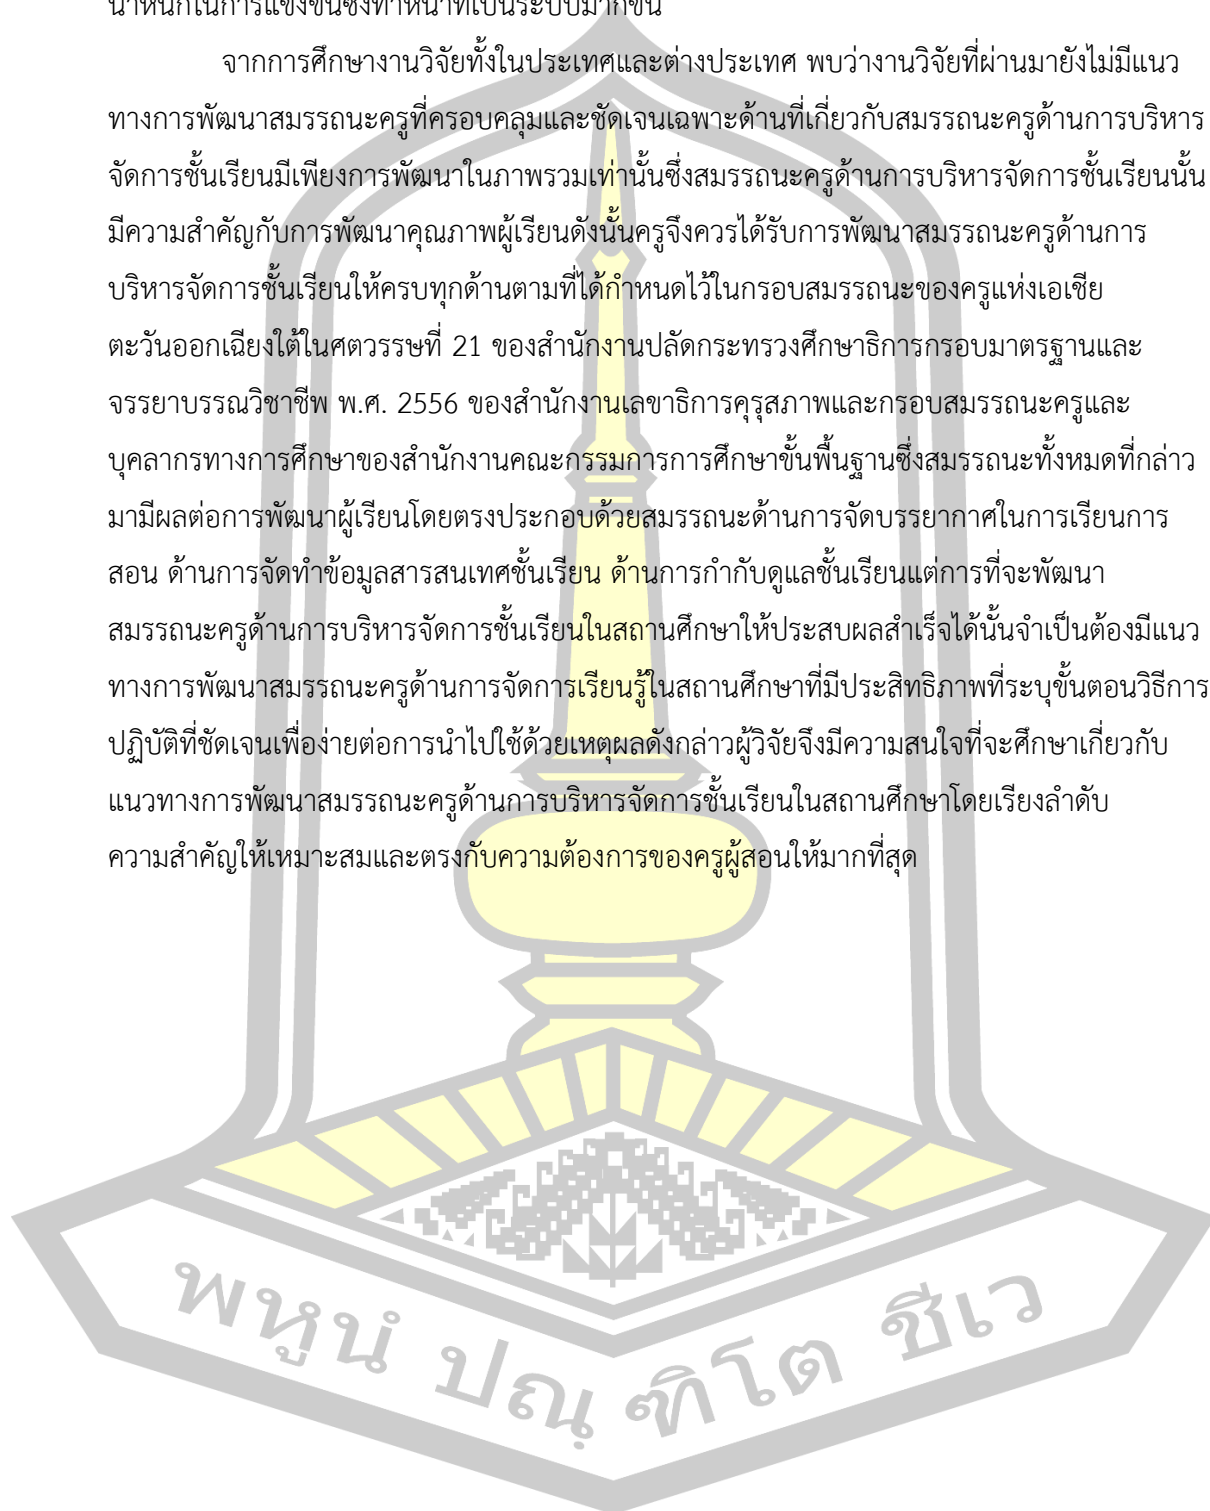 น้ำหนักในการแข่งขันซึ่งทำหน้าที่เป็นระบบมากขึ้น
จากการศึกษางานวิจัยทั้งในประเทศและต่างประเทศ พบว่างานวิจัยที่ผ่านมายังไม่มีแนว
ทางการพัฒนาสมรรถนะครูที่ครอบคลุมและชัดเจนเฉพาะด้านที่เกี่ยวกับสมรรถนะครูด้านการบริหาร
จัดการชั้นเรียนมีเพียงการพัฒนาในภาพรวมเท่านั้นซึ่งสมรรถนะครูด้านการบริหารจัดการชั้นเรียนนั้น
มีความสำคัญกับการพัฒนาคุณภาพผู้เรียนดังนั้นครูจึงควรได้รับการพัฒนาสมรรถนะครูด้านการ
บริหารจัดการชั้นเรียนให้ครบทุกด้านตามที่ได้กำหนดไว้ในกรอบสมรรถนะของครูแห่งเอเชีย
ตะวันออกเฉียงใต้ในศตวรรษที่ 21 ของสำนักงานปลัดกระทรวงศึกษาธิการกรอบมาตรฐานและ
จรรยาบรรณวิชาชีพ พ.ศ. 2556 ของสำนักงานเลขาธิการคุรุสภาพและกรอบสมรรถนะครูและ
บุคลากรทางการศึกษาของสำนักงานคณะกรรมการการศึกษาขั้นพื้นฐานซึ่งสมรรถนะทั้งหมดที่กล่าว
มามีผลต่อการพัฒนาผู้เรียนโดยตรงประกอบด้วยสมรรถนะด้านการจัดบรรยากาศในการเรียนการ
สอน ด้านการจัดทำข้อมูลสารสนเทศชั้นเรียน ด้านการกำกับดูแลชั้นเรียนแต่การที่จะพัฒนา
สมรรถนะครูด้านการบริหารจัดการชั้นเรียนในสถานศึกษาให้ประสบผลสำเร็จได้นั้นจำเป็นต้องมีแนว
ทางการพัฒนาสมรรถนะครูด้านการจัดการเรียนรู้ในสถานศึกษาที่มีประสิทธิภาพที่ระบุขั้นตอนวิธีการ
ปฏิบัติที่ชัดเจนเพื่อง่ายต่อการนำไปใช้ด้วยเหตุผลดังกล่าวผู้วิจัยจึงมีความสนใจที่จะศึกษาเกี่ยวกับ
แนวทางการพัฒนาสมรรถนะครูด้านการบริหารจัดการชั้นเรียนในสถานศึกษาโดยเรียงลำดับ
ความสำคัญให้เหมาะสมและตรงกับความต้องการของครูผู้สอนให้มากที่สุด
พหูนํ ปณฺฑิโต ชีเว